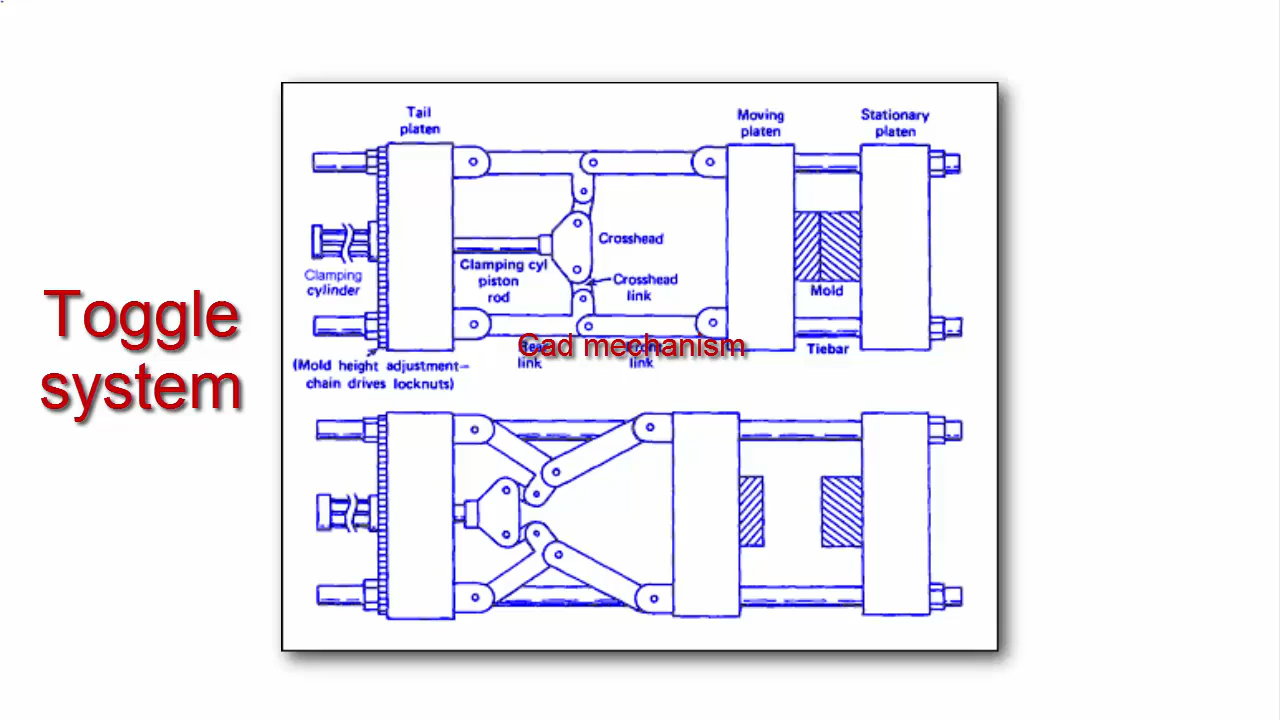 Tail
platen
Moving
platen
Stationary
platen
Crosshead
Clamping cyl
piston
rod
Crosshead
link
Clamping
cylinder
Mold
Toggle
system
Cad mechanism
link
link
Tiebar
(Mold height adjustment—
chain drives locknuts)